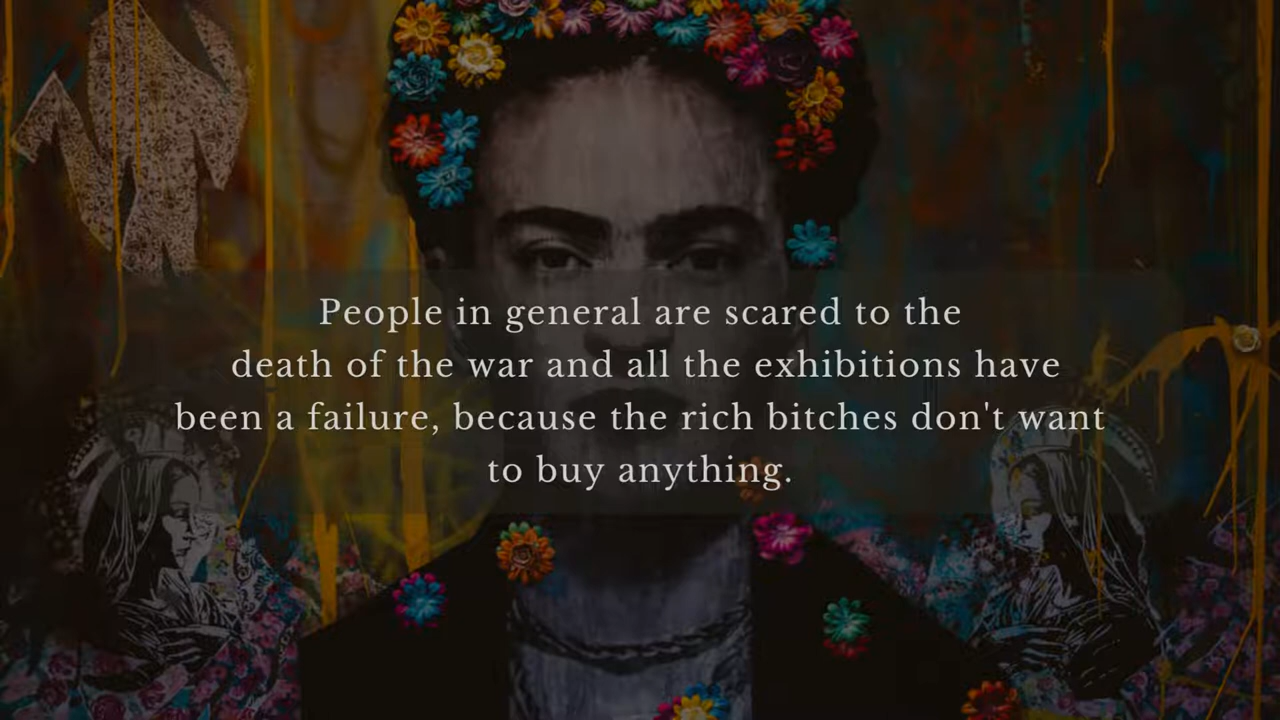 People in general are scared to the
death of the war and all the exhibitions have
been a failure, because the rich bitches don't want
to buy anything.